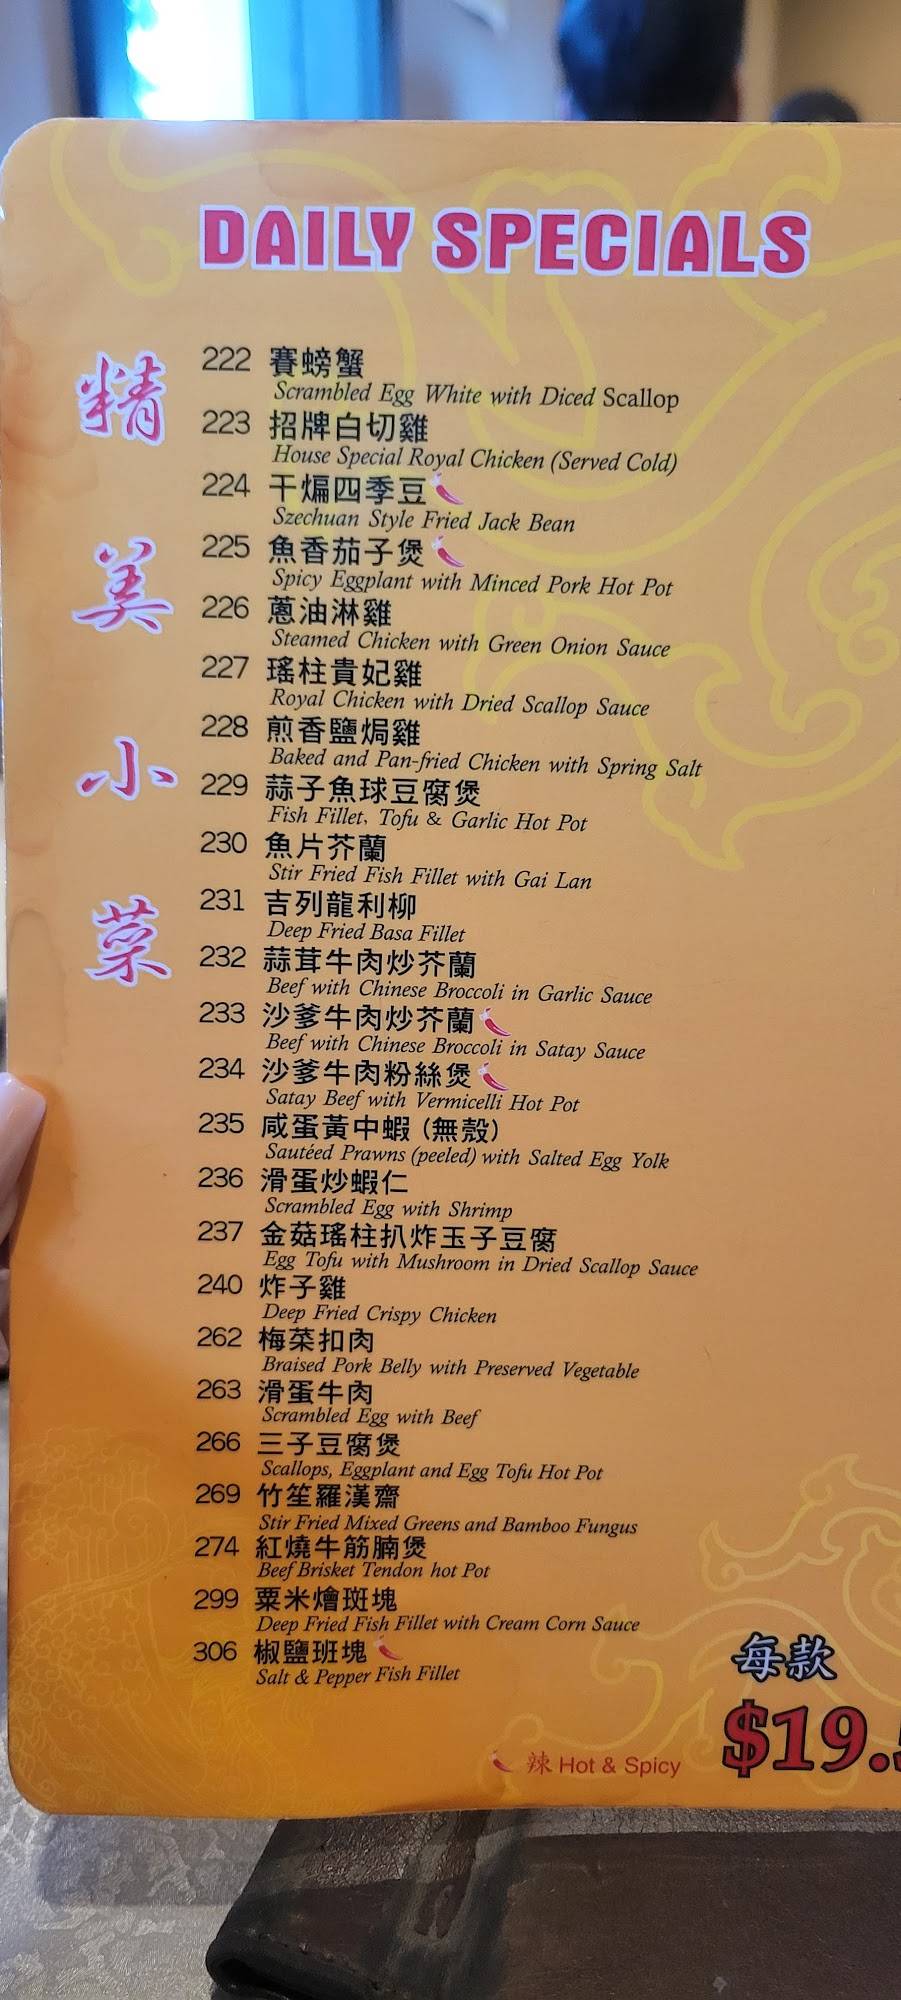 DAILY SPECIALS
精美小菜
222 賽螃蟹
Scrambled Egg White with Diced Scallop
223 招牌白切雞
House Special Royal Chicken (Served Cold)
224 干煸四季豆
Szechuan Style Fried Jack Bean
225 魚香茄子煲
Spicy Eggplant with Minced Pork Hot Pot
226 蔥油淋雞
Steamed Chicken with Green Onion Sauce
227 瑤柱貴妃雞
Royal Chicken with Dried Scallop Sauce
228 煎香鹽焗雞
Baked and Pan-fried Chicken with Spring Salt
229 蒜子魚球豆腐煲
Fish Fillet, Tofu & Garlic Hot Pot
230 魚片芥蘭
Stir Fried Fish Fillet with Gai Lan
231 吉列龍利柳
Deep Fried Basa Fillet
232 蒜茸牛肉炒芥蘭
Beef with Chinese Broccoli in Garlic Sauce
233 沙爹牛肉炒芥蘭
Beef with Chinese Broccoli in Satay Sauce
234 沙爹牛肉粉絲煲
Satay Beef with Vermicelli Hot Pot
235 咸蛋黃中蝦 (無殼)
Sautéed Prawns (peeled) with Salted Egg Yolk
236 滑蛋炒蝦仁
Scrambled Egg with Shrimp
237 金菇瑤柱扒炸玉子豆腐
Egg Tofu with Mushroom in Dried Scallop Sauce
240 炸子雞
Deep Fried Crispy Chicken
262 梅菜扣肉
Braised Pork Belly with Preserved Vegetable
263 滑蛋牛肉
Scrambled Egg with Beef
266 三子豆腐煲
Scallops, Eggplant and Egg Tofu Hot Pot
269 竹笙羅漢齋
Stir Fried Mixed Greens and Bamboo Fungus
274 紅燒牛筋腩煲
Beef Brisket Tendon hot Pot
299 粟米燴斑塊
Deep Fried Fish Fillet with Cream Corn Sauce
306 椒鹽班塊
Salt & Pepper Fish Fillet
每款
$19.5
辣 Hot & Spicy